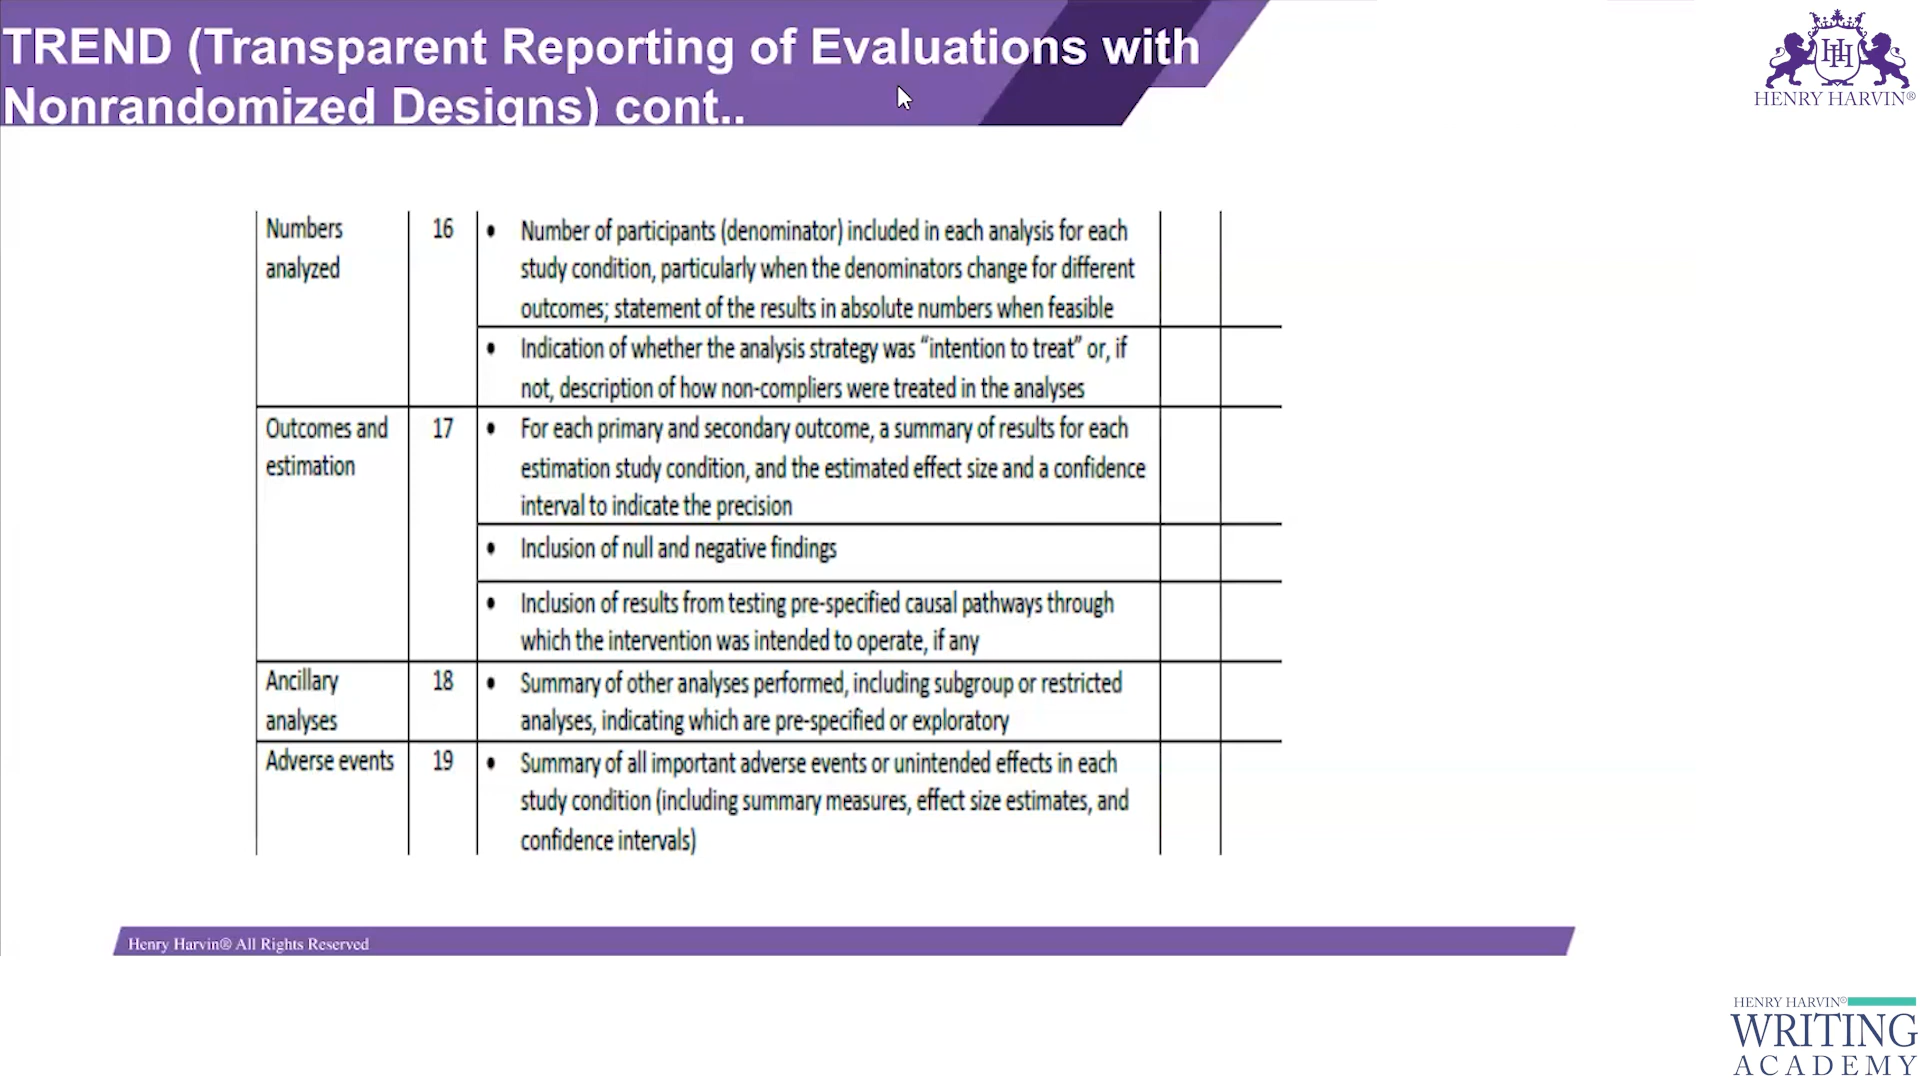 TREND (Transparent Reporting of Evaluations with
Nonrandomized Designs) cont..
HENRY HARVIN®
Numbers
analyzed
16
• Number of participants (denominator) included in each analysis for each
study condition, particularly when the denominators change for different
outcomes; statement of the results in absolute numbers when feasible
• Indication of whether the analysis strategy was “intention to treat” or, if
not, description of how non-compliers were treated in the analyses
Outcomes and
estimation
17
• For each primary and secondary outcome, a summary of results for each
estimation study condition, and the estimated effect size and a confidence
interval to indicate the precision
• Inclusion of null and negative findings
• Inclusion of results from testing pre-specified causal pathways through
which the intervention was intended to operate, if any
Ancillary
analyses
18
• Summary of other analyses performed, including subgroup or restricted
analyses, indicating which are pre-specified or exploratory
Adverse events
19
• Summary of all important adverse events or unintended effects in each
study condition (including summary measures, effect size estimates, and
confidence intervals)
Henry Harvin® All Rights Reserved
HENRY HARVIN®
WRITING
ACADEMY